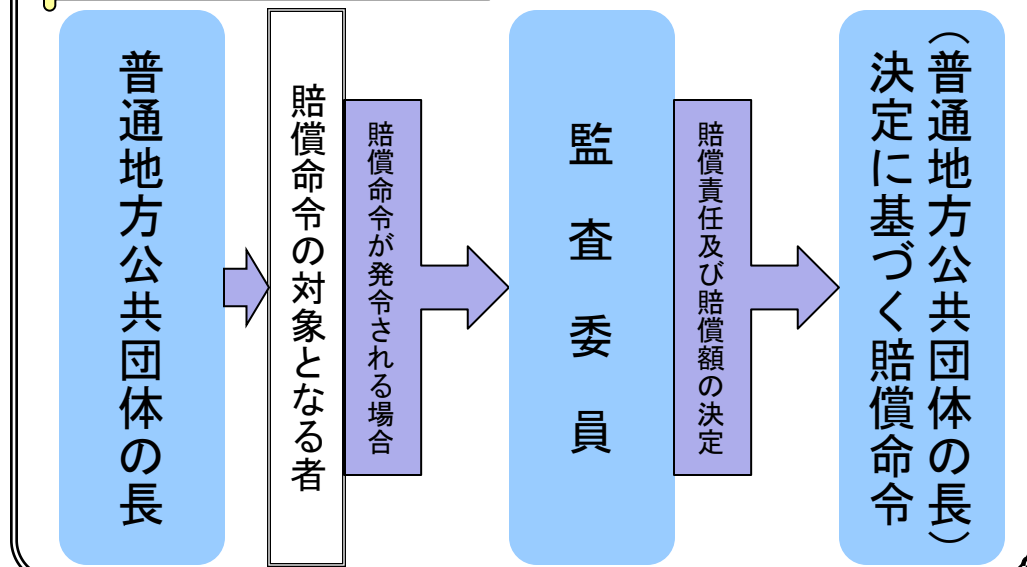 普通地方公共団体の長
賠償命令の対象となる者
賠償命令が発令される場合
監査委員
賠償責任及び賠償額の決定
（普通地方公共団体の長）
決定に基づく賠償命令